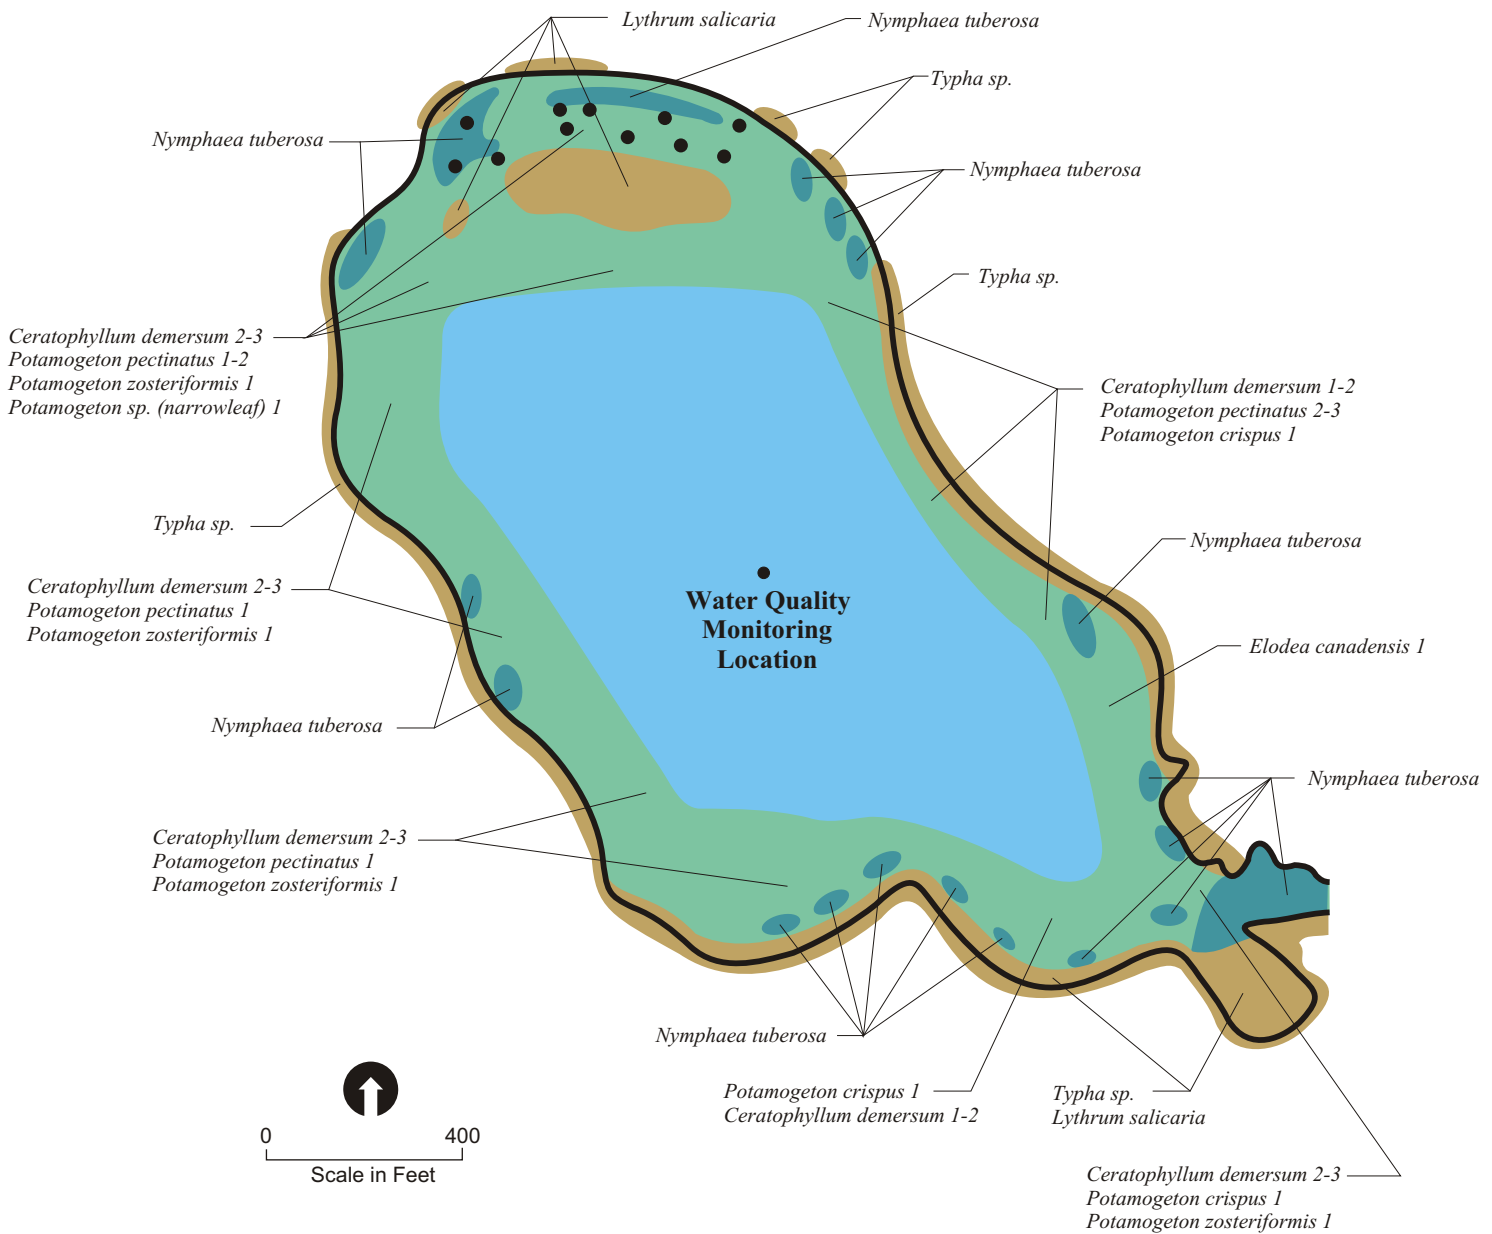 Lythrum salicaria
Nymphaea tuberosa
Typha sp.
Nymphaea tuberosa
Nymphaea tuberosa
Typha sp.
Ceratophyllum demersum 2-3
Potamogeton pectinatus 1-2
Potamogeton zosteriformis 1
Potamogeton sp. (narrowleaf) 1
Ceratophyllum demersum 1-2
Potamogeton pectinatus 2-3
Potamogeton crispus 1
Typha sp.
Nymphaea tuberosa
Ceratophyllum demersum 2-3
Potamogeton pectinatus 1
Potamogeton zosteriformis 1
Water Quality
Monitoring
Location
Elodea canadensis 1
Nymphaea tuberosa
Nymphaea tuberosa
Ceratophyllum demersum 2-3
Potamogeton pectinatus 1
Potamogeton zosteriformis 1
Nymphaea tuberosa
Potamogeton crispus 1
Ceratophyllum demersum 1-2
Typha sp.
Lythrum salicaria
0 400
Scale in Feet
Ceratophyllum demersum 2-3
Potamogeton crispus 1
Potamogeton zosteriformis 1